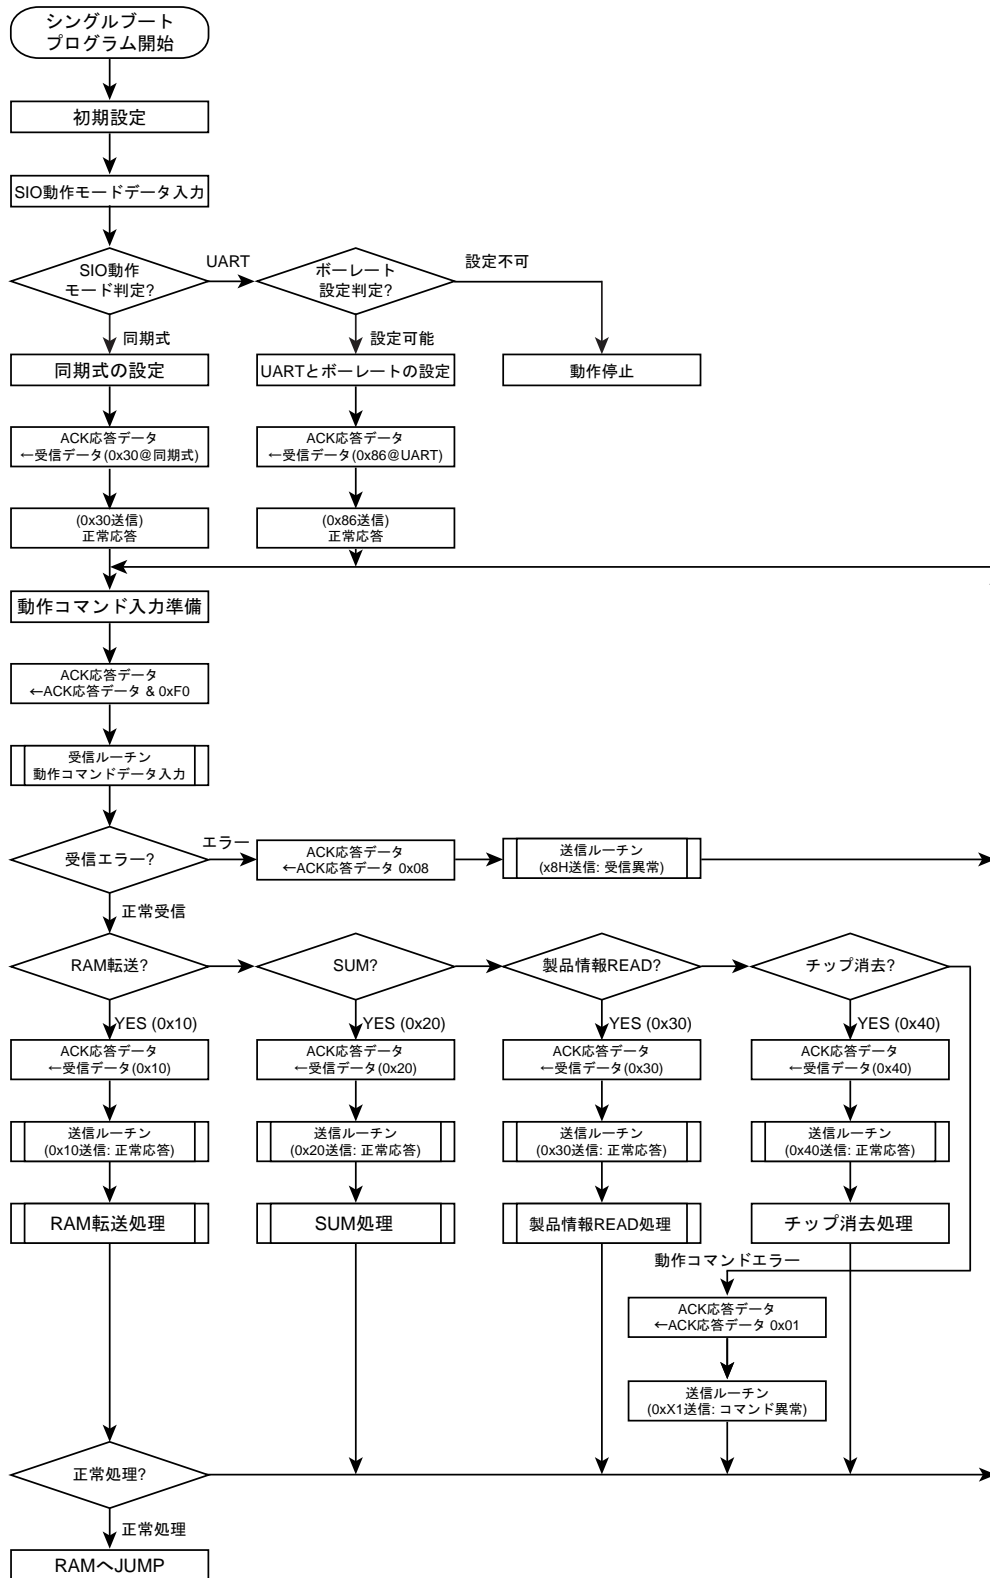 シングルブート
プログラム開始
初期設定
SIO動作モードデータ入力
SIO動作
モード判定?
UART
ボーレート
設定判定?
設定不可
同期式
設定可能
同期式の設定
UARTとボーレートの設定
動作停止
ACK応答データ
←受信データ(0x30@同期式)
ACK応答データ
←受信データ(0x86@UART)
(0x30送信)
正常応答
(0x86送信)
正常応答
動作コマンド入力準備
ACK応答データ
←ACK応答データ & 0xF0
受信ルーチン
動作コマンドデータ入力
受信エラー?
エラー
ACK応答データ
←ACK応答データ 0x08
送信ルーチン
(x8H送信: 受信異常)
正常受信
RAM転送?
SUM?
製品情報READ?
チップ消去?
YES (0x10)
YES (0x20)
YES (0x30)
YES (0x40)
ACK応答データ
←受信データ(0x10)
ACK応答データ
←受信データ(0x20)
ACK応答データ
←受信データ(0x30)
ACK応答データ
←受信データ(0x40)
送信ルーチン
(0x10送信: 正常応答)
送信ルーチン
(0x20送信: 正常応答)
送信ルーチン
(0x30送信: 正常応答)
送信ルーチン
(0x40送信: 正常応答)
RAM転送処理
SUM処理
製品情報READ処理
チップ消去処理
動作コマンドエラー
ACK応答データ
←ACK応答データ 0x01
送信ルーチン
(0xX1送信: コマンド異常)
正常処理?
正常処理
RAMへJUMP